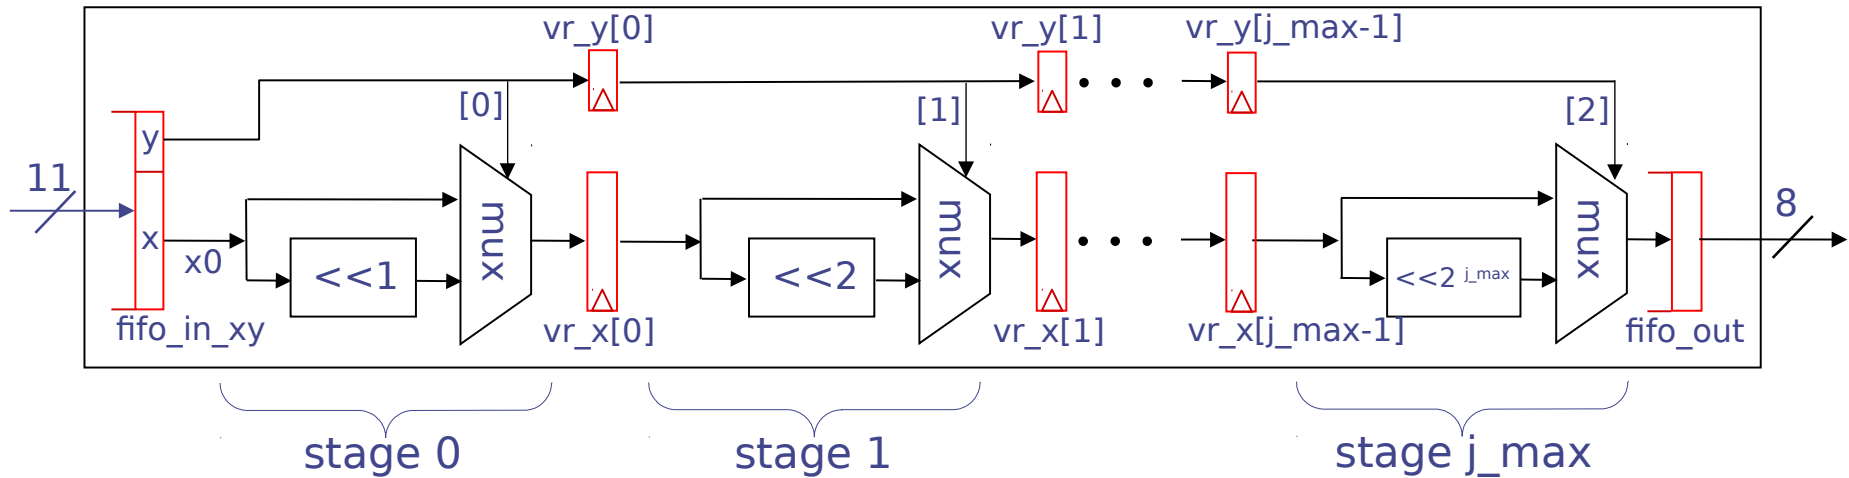 vr_y[0]
vr_y[1]
vr_y[j_max-1]
[0]
[1]
[2]
y
11
x
x0
<<1
mux
<<2
mux
<<2 j_max
mux
8
fifo_in_xy
vr_x[0]
vr_x[1]
vr_x[j_max-1]
fifo_out
stage 0
stage 1
stage j_max